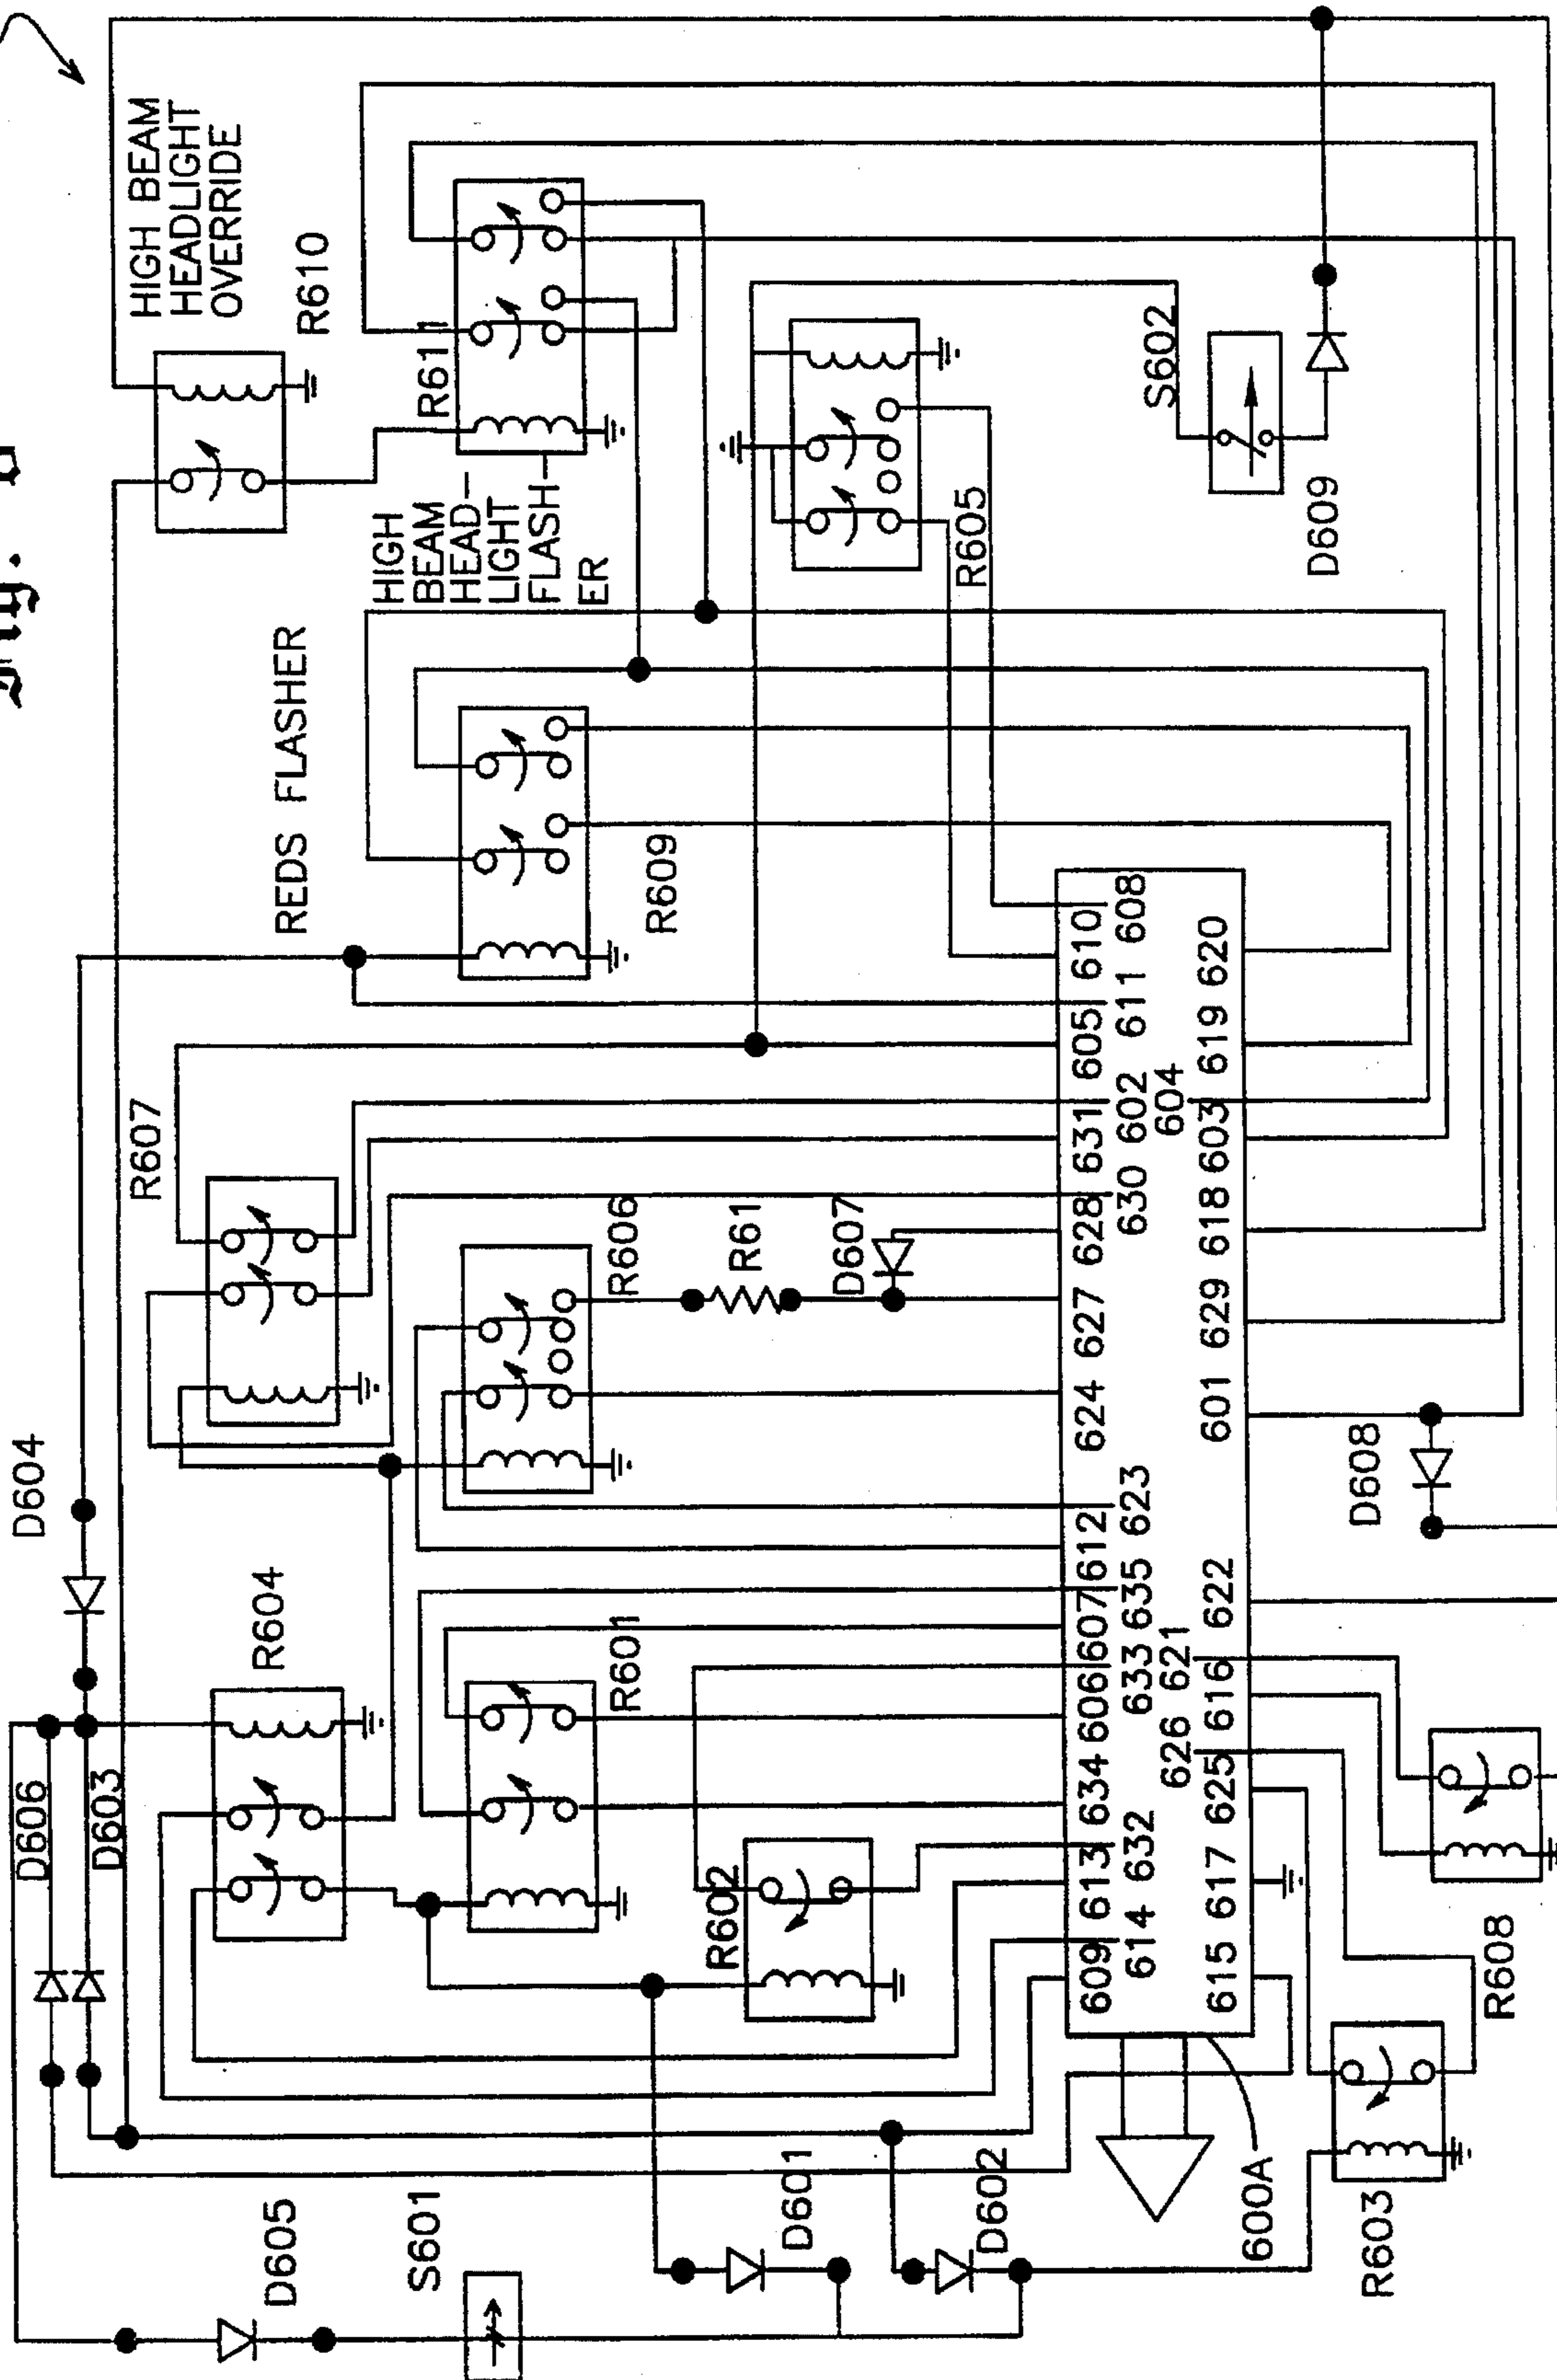 Fig.
HIGH BEAM
HEADLIGHT
OVERRIDE
R610
R611
HIGH
BEAM
HEAD-
LIGHT
FLASH-
ER
REDS FLASHER
R609
R605
S602
D609
R607
R606
R61
D607
D604
R604
R601
D606
D603
R602
D605
S601
D601
D602
600A
R603
R608
D608
609 613 634 606 607 612 624 627 628 631 605 610
614 632 633 635 623 630 602 611 608
626 621 604
615 617 625 616 622 601 629 618 603 619 620